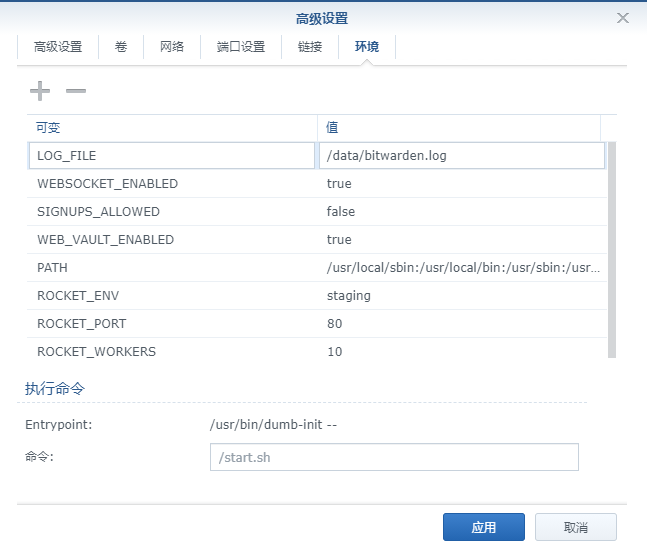 高级设置
高级设置 卷 网络 端口设置 链接 环境
可变 值
LOG_FILE /data/bitwarden.log
WEBSOCKET_ENABLED true
SIGNUPS_ALLOWED false
WEB_VAULT_ENABLED true
PATH /usr/local/sbin:/usr/local/bin:/usr/sbin:/usr...
ROCKET_ENV staging
ROCKET_PORT 80
ROCKET_WORKERS 10
执行命令
Entrypoint: /usr/bin/dumb-init --
命令: /start.sh
应用 取消